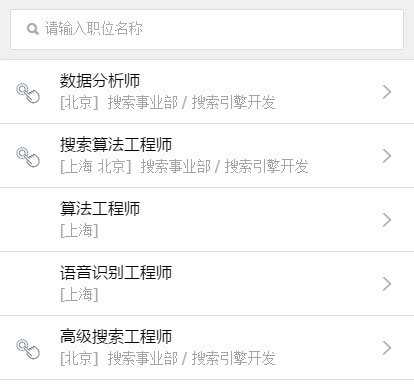 请输入职位名称
数据分析师
[北京] 搜索事业部 / 搜索引擎开发
搜索算法工程师
[上海 北京] 搜索事业部 / 搜索引擎开发
算法工程师
[上海]
语音识别工程师
[上海]
高级搜索工程师
[北京] 搜索事业部 / 搜索引擎开发